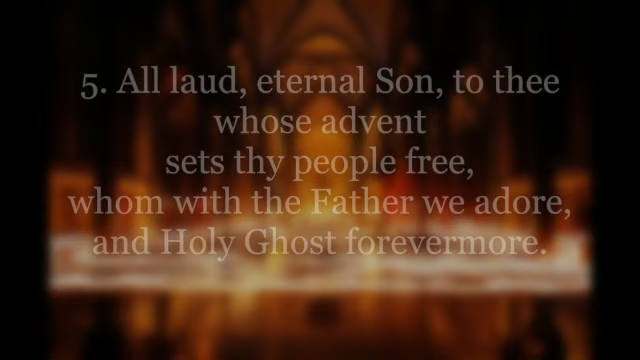 5. All laud, eternal Son, to thee
whose advent
sets thy people free,
whom with the Father we adore,
and Holy Ghost forevermore.